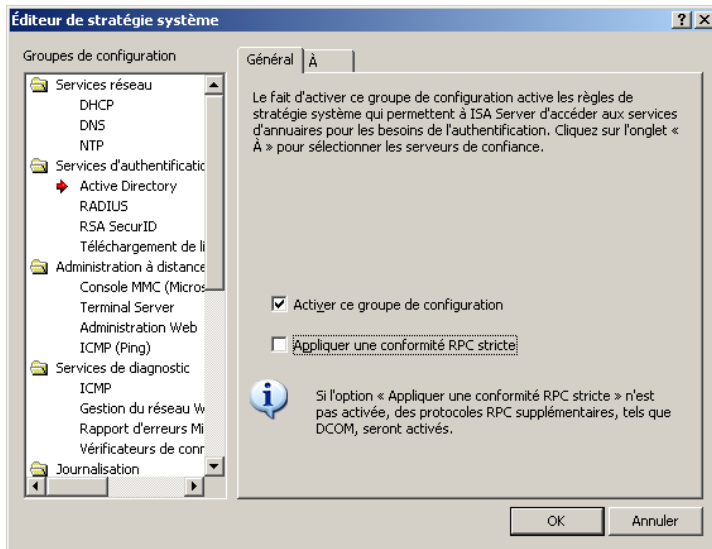 Éditeur de stratégie système
Groupes de configuration
Services réseau
DHCP
DNS
NTP
Services d'authentificatic
Active Directory
RADIUS
RSA SecurID
Téléchargement de li
Administration à distance
Console MMC (Micros
Terminal Server
Administration Web
ICMP (Ping)
Services de diagnostic
ICMP
Gestion du réseau W
Rapport d'erreurs Mi
Vérificateurs de conr
Journalisation
Général
À
Le fait d'activer ce groupe de configuration active les règles de
stratégie système qui permettent à ISA Server d'accéder aux services
d'annuaires pour les besoins de l'authentification. Cliquez sur l'onglet «
À » pour sélectionner les serveurs de confiance.
Activer ce groupe de configuration
Appliquer une conformité RPC stricte
Si l'option « Appliquer une conformité RPC stricte » n'est
pas activée, des protocoles RPC supplémentaires, tels que
DCOM, seront activés.
OK
Annuler